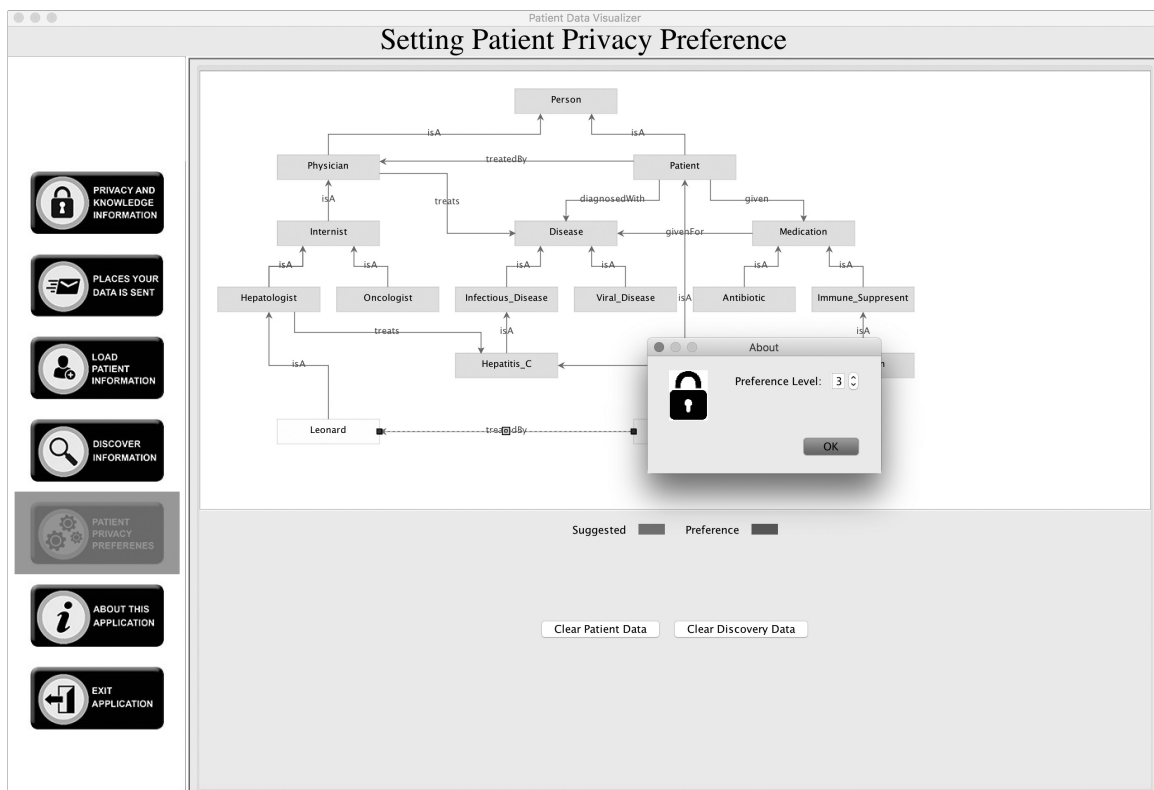 Patient Data Visualizer
Setting Patient Privacy Preference
PRIVACY AND
KNOWLEDGE
INFORMATION
PLACES YOUR
DATA IS SENT
LOAD
PATIENT
INFORMATION
DISCOVER
INFORMATION
PATIENT
PRIVACY
PREFERENES
ABOUT THIS
APPLICATION
EXIT
APPLICATION
Person
isA
isA
Physician
treatedBy
Patient
isA
treats
diagnosedWith
given
Internist
Disease
givenFor
Medication
isA
isA
isA
isA
isA
isA
Hepatologist
Oncologist
Infectious_Disease
Viral_Disease
isA
Antibiotic
Immune_Suppresent
treats
isA
isA
isA
Hepatitis_C
n
Leonard
treatedBy
About
Preference Level: 3
OK
Suggested
Preference
Clear Patient Data
Clear Discovery Data